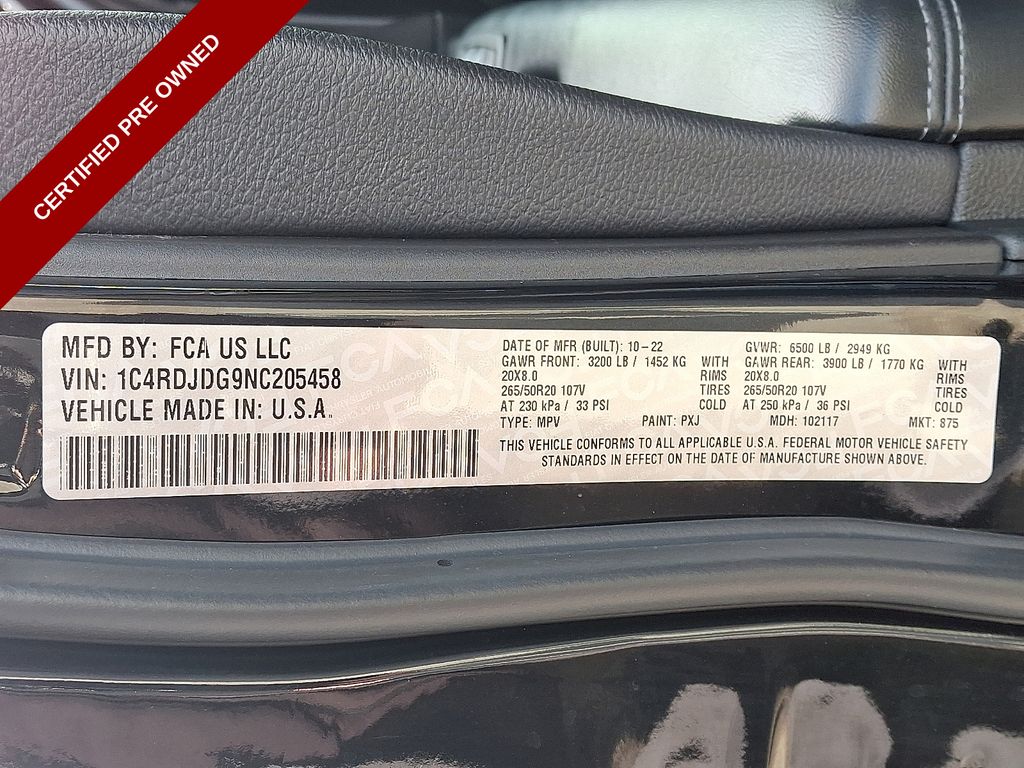 CERTIFIED PRE OWNED
MFD BY: FCA US LLC
VIN: 1C4RDJDG9NC205458
VEHICLE MADE IN: U.S.A.
DATE OF MFR (BUILT): 10-22
GAWR FRONT: 3200 LB / 1452 KG WITH
20X8.0 RIMS
265/50R20 107V TIRES
AT 230 kPa / 33 PSI COLD
GVWR: 6500 LB / 2949 KG
GAWR REAR: 3900 LB / 1770 KG WITH
20X8.0 RIMS
265/50R20 107V TIRES
AT 250 kPa / 36 PSI COLD
TYPE: MPV PAINT: PXJ MDH: 102117 MKT: 875
THIS VEHICLE CONFORMS TO ALL APPLICABLE U.S.A. FEDERAL MOTOR VEHICLE SAFETY
STANDARDS IN EFFECT ON THE DATE OF MANUFACTURE SHOWN ABOVE.